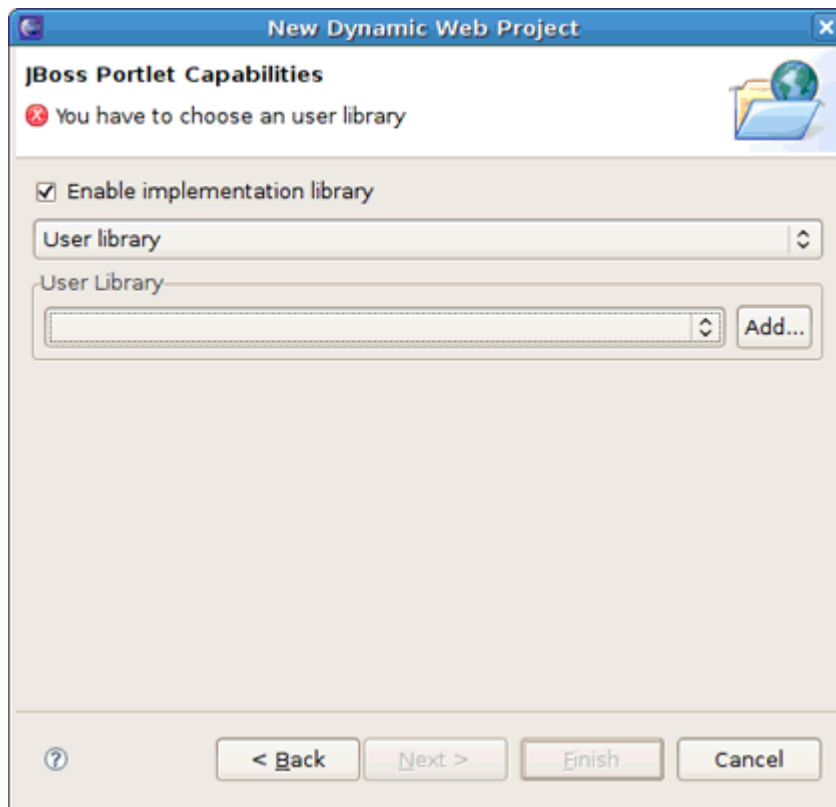 New Dynamic Web Project
JBoss Portlet Capabilities
You have to choose an user library
Enable implementation library
User library
User Library
Add...
< Back Next > Finish Cancel